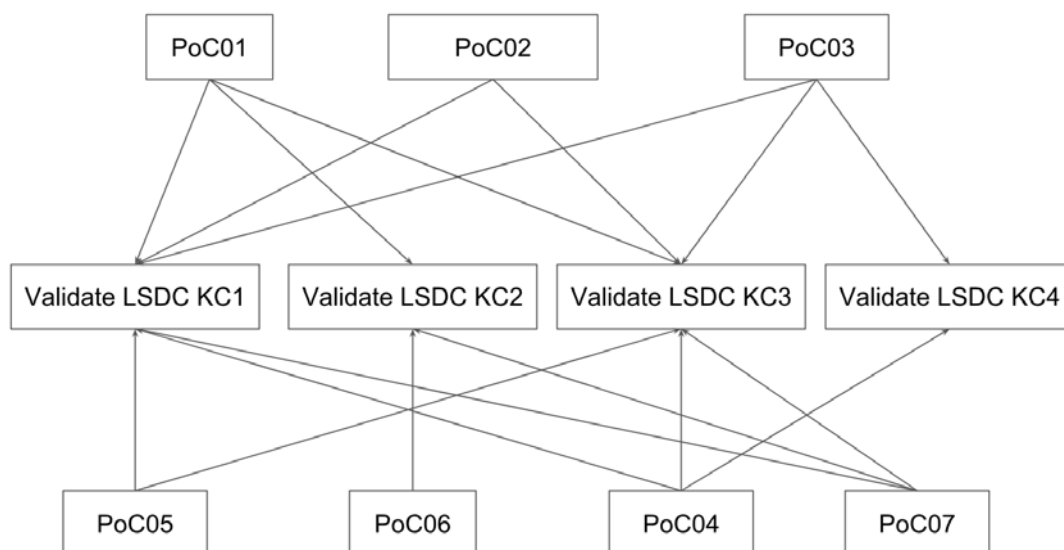 PoC01
PoC02
PoC03
Validate LSDC KC1
Validate LSDC KC2
Validate LSDC KC3
Validate LSDC KC4
PoC05
PoC06
PoC04
PoC07